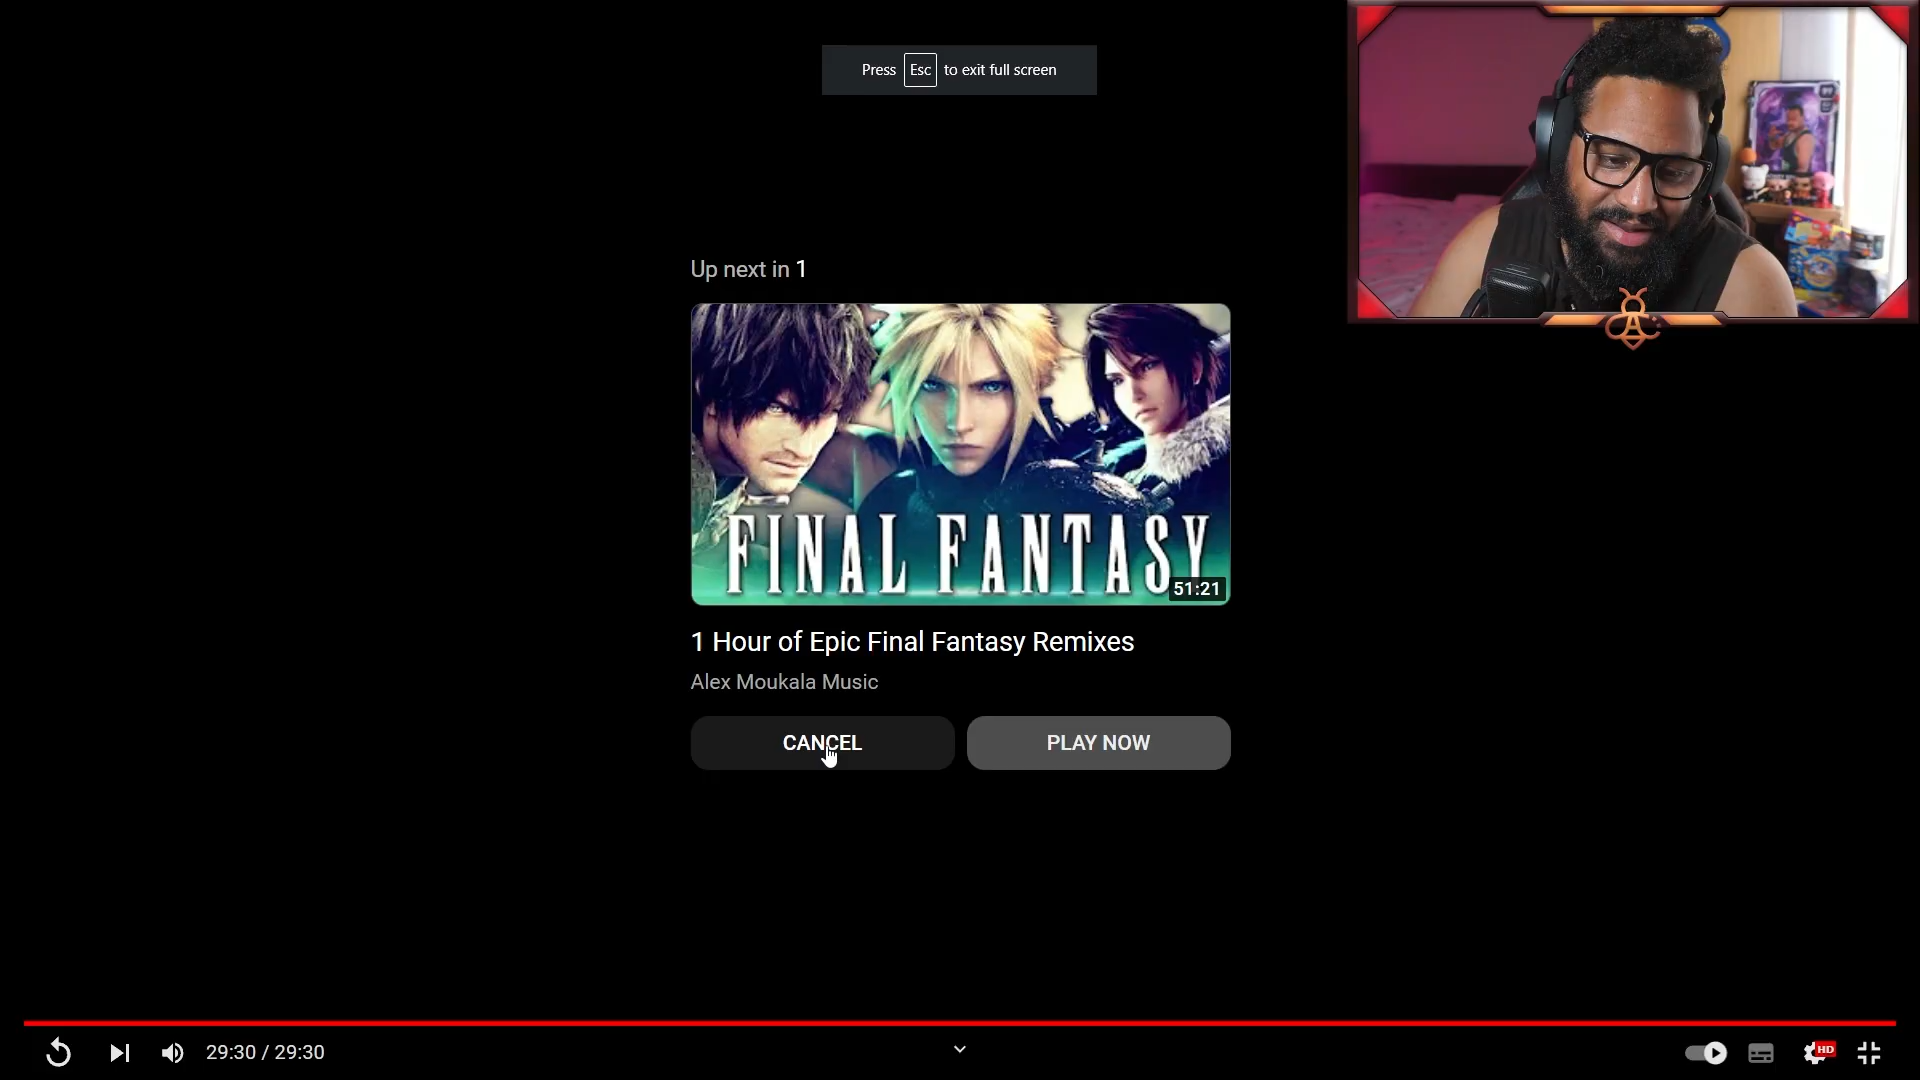 Press Esc to exit full screen
Up next in 1
FINAL FANTASY
51:21
1 Hour of Epic Final Fantasy Remixes
Alex Moukala Music
CANCEL
PLAY NOW
29:30 / 29:30
HD